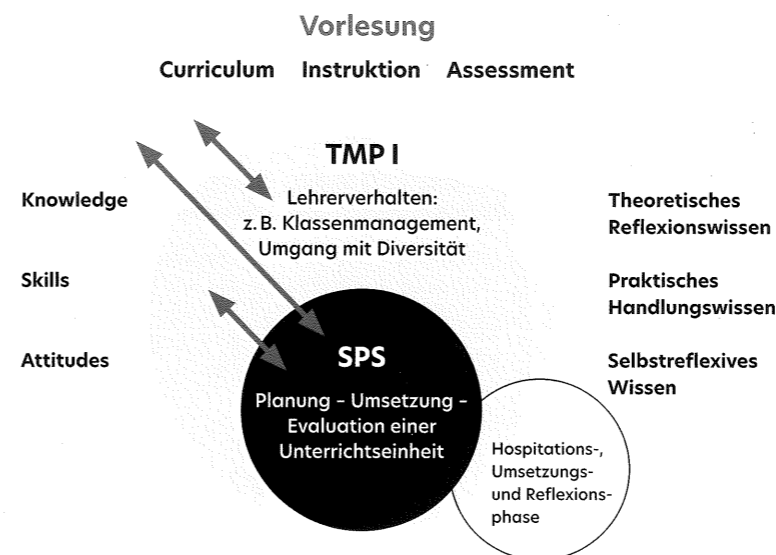 Vorlesung
Curriculum Instruktion Assessment
TMP I
Lehrerverhalten:
z. B. Klassenmanagement,
Umgang mit Diversität
Knowledge
Skills
Attitudes
Theoretisches
Reflexionswissen
Praktisches
Handlungswissen
Selbstreflexives
Wissen
SPS
Planung – Umsetzung –
Evaluation einer
Unterrichtseinheit
Hospitations-,
Umsetzungs-
und Reflexions-
phase